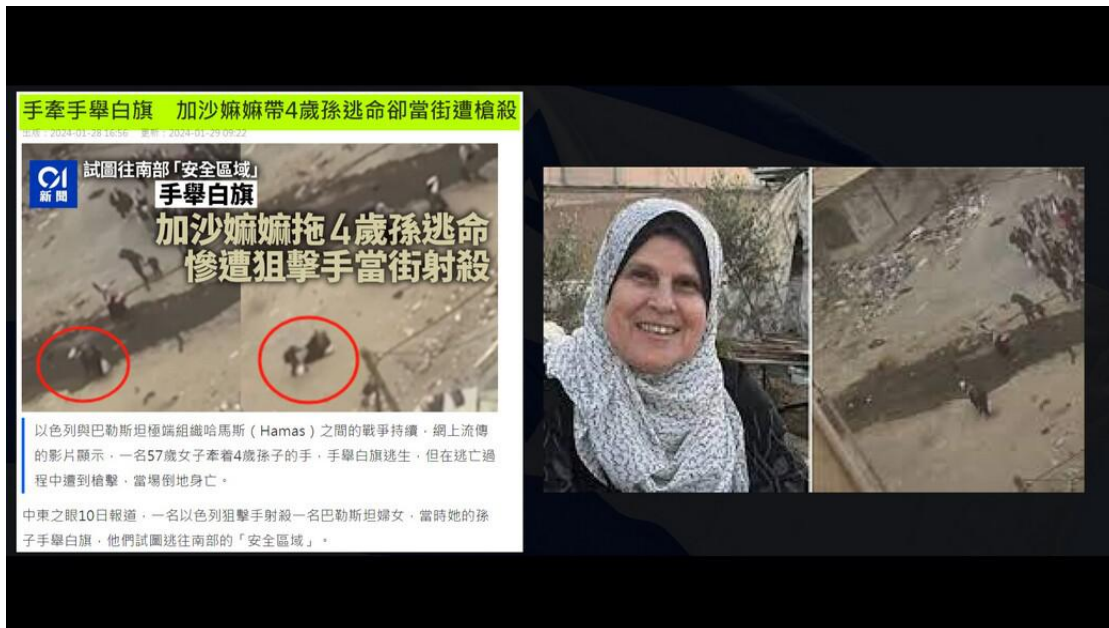 手牽手舉白旗　加沙嫲嫲帶4歲孫逃命卻當街遭槍殺
出版：2024-01-28 16:56　更新：2024-01-29 09:22
01
新聞
試圖往南部「安全區域」
手舉白旗
加沙嫲嫲拖4歲孫逃命
慘遭狙擊手當街射殺
以色列與巴勒斯坦極端組織哈馬斯（Hamas）之間的戰爭持續，網上流傳
的影片顯示，一名57歲女子牽着4歲孫子的手，手舉白旗逃生，但在逃亡過
程中遭到槍擊，當場倒地身亡。
中東之眼10日報道，一名以色列狙擊手射殺一名巴勒斯坦婦女，當時她的孫
子手舉白旗，他們試圖逃往南部的「安全區域」。